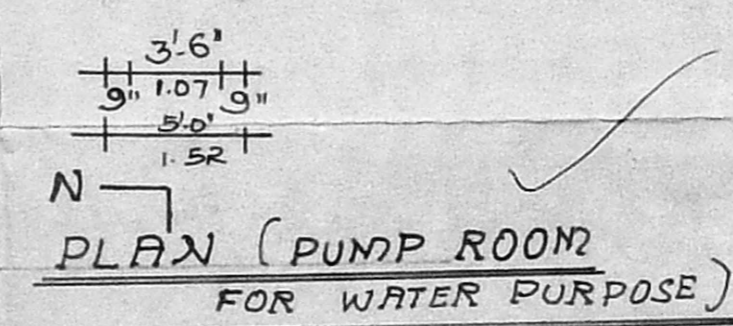 3'-6"
9" 1.07 9"
5'-0"
1.52
N
PLAN (PUMP ROOM
FOR WATER PURPOSE)